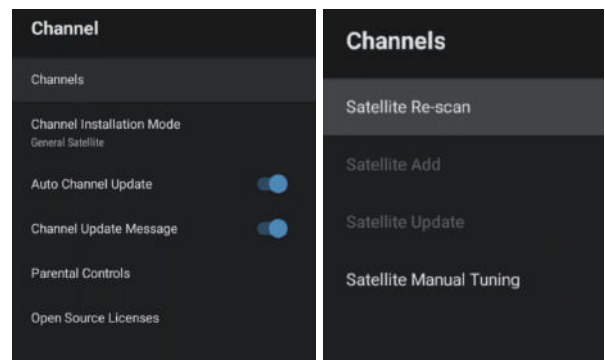 Channel
Channels
Channel Installation Mode
General Satellite
Auto Channel Update
Channel Update Message
Parental Controls
Open Source Licenses
Channels
Satellite Re-scan
Satellite Add
Satellite Update
Satellite Manual Tuning